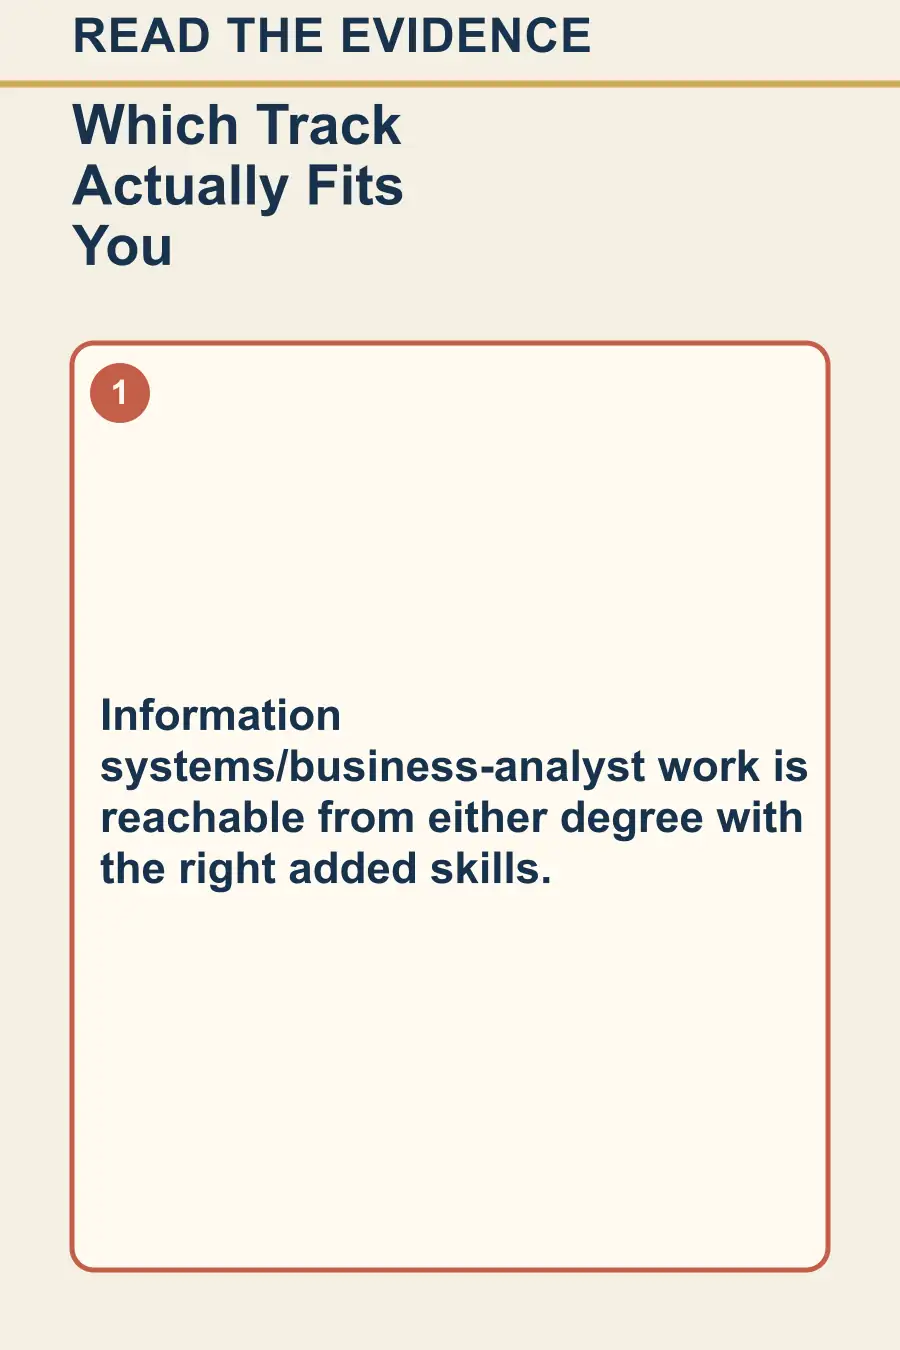 READ THE EVIDENCE
Which Track
Actually Fits
You
1
Information
systems/business-analyst work is
reachable from either degree with
the right added skills.